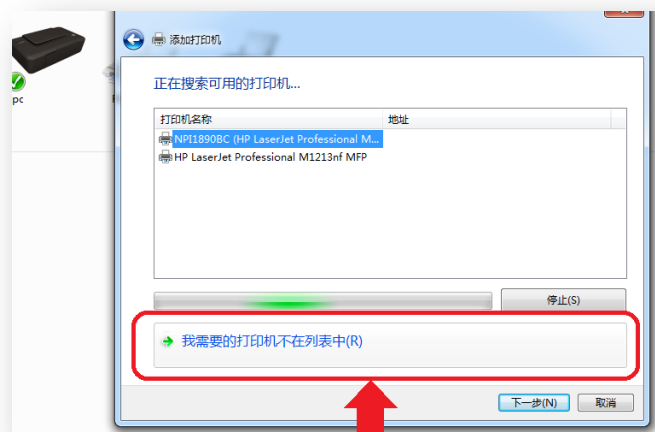 添加打印机
pc
正在搜索可用的打印机...
打印机名称 地址
NPI1890BC (HP LaserJet Professional M...
HP LaserJet Professional M1213nf MFP
停止(S)
我需要的打印机不在列表中(R)
下一步(N) 取消